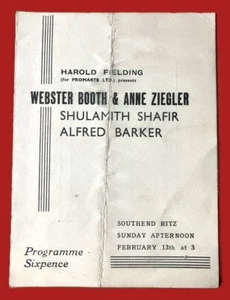 HAROLD FIELDING
(for FROMARTS LTD.) presents
WEBSTER BOOTH & ANNE ZIEGLER
SHULAMITH SHAFIR
ALFRED BARKER
SOUTHEND RITZ
SUNDAY AFTERNOON
FEBRUARY 13th at 3
Programme
Sixpence